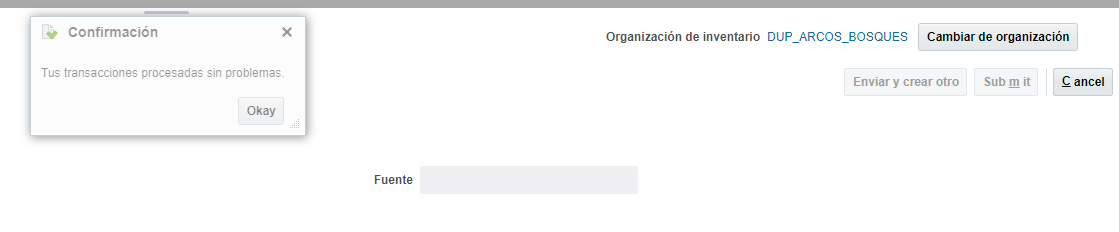 Confirmación
Tus transacciones procesadas sin problemas.
Okay
Organización de inventario DUP_ARCOS_BOSQUES Cambiar de organización
Enviar y crear otro Sub m it C ancel
Fuente